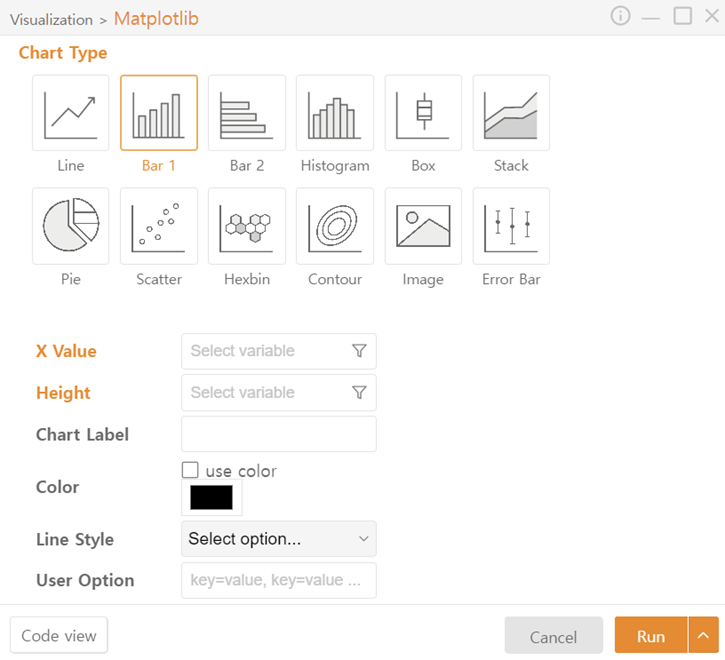 Visualization > Matplotlib
Chart Type
Line
Bar 1
Bar 2
Histogram
Box
Stack
Pie
Scatter
Hexbin
Contour
Image
Error Bar
X Value
Select variable
Height
Select variable
Chart Label
Color
use color
Line Style
Select option...
User Option
key=value, key=value ...
Code view
Cancel
Run